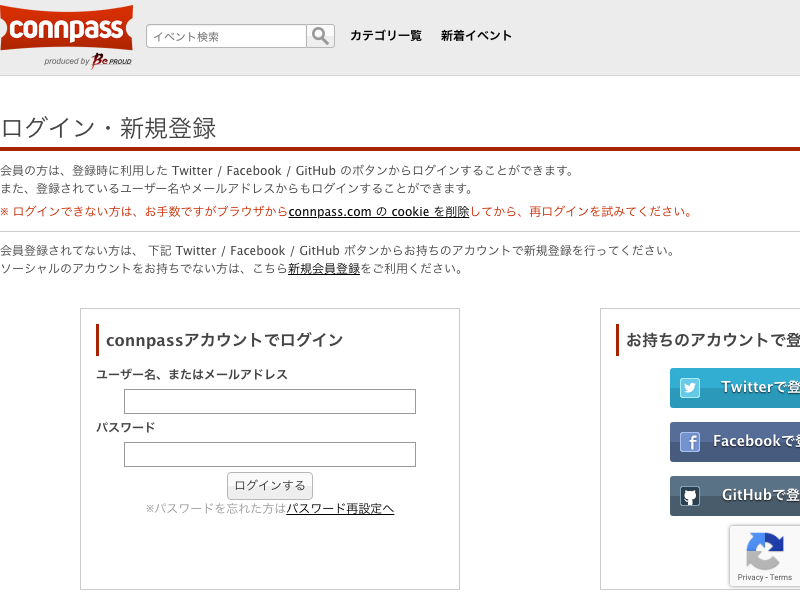 connpass
produced by Be PROUD
イベント検索
カテゴリ一覧 新着イベント
ログイン・新規登録
会員の方は、登録時に利用した Twitter / Facebook / GitHub のボタンからログインすることができます。
また、登録されているユーザー名やメールアドレスからもログインすることができます。
※ ログインできない方は、お手数ですがブラウザからconnpass.com の cookie を削除してから、再ログインを試みてください。
会員登録されてない方は、 下記 Twitter / Facebook / GitHub ボタンからお持ちのアカウントで新規登録を行ってください。
ソーシャルのアカウントをお持ちでない方は、こちら新規会員登録をご利用ください。
connpassアカウントでログイン
ユーザー名、またはメールアドレス
パスワード
ログインする
※パスワードを忘れた方はパスワード再設定へ
お持ちのアカウントで登
Twitterで登
Facebookで登
GitHubで登
Privacy - Terms